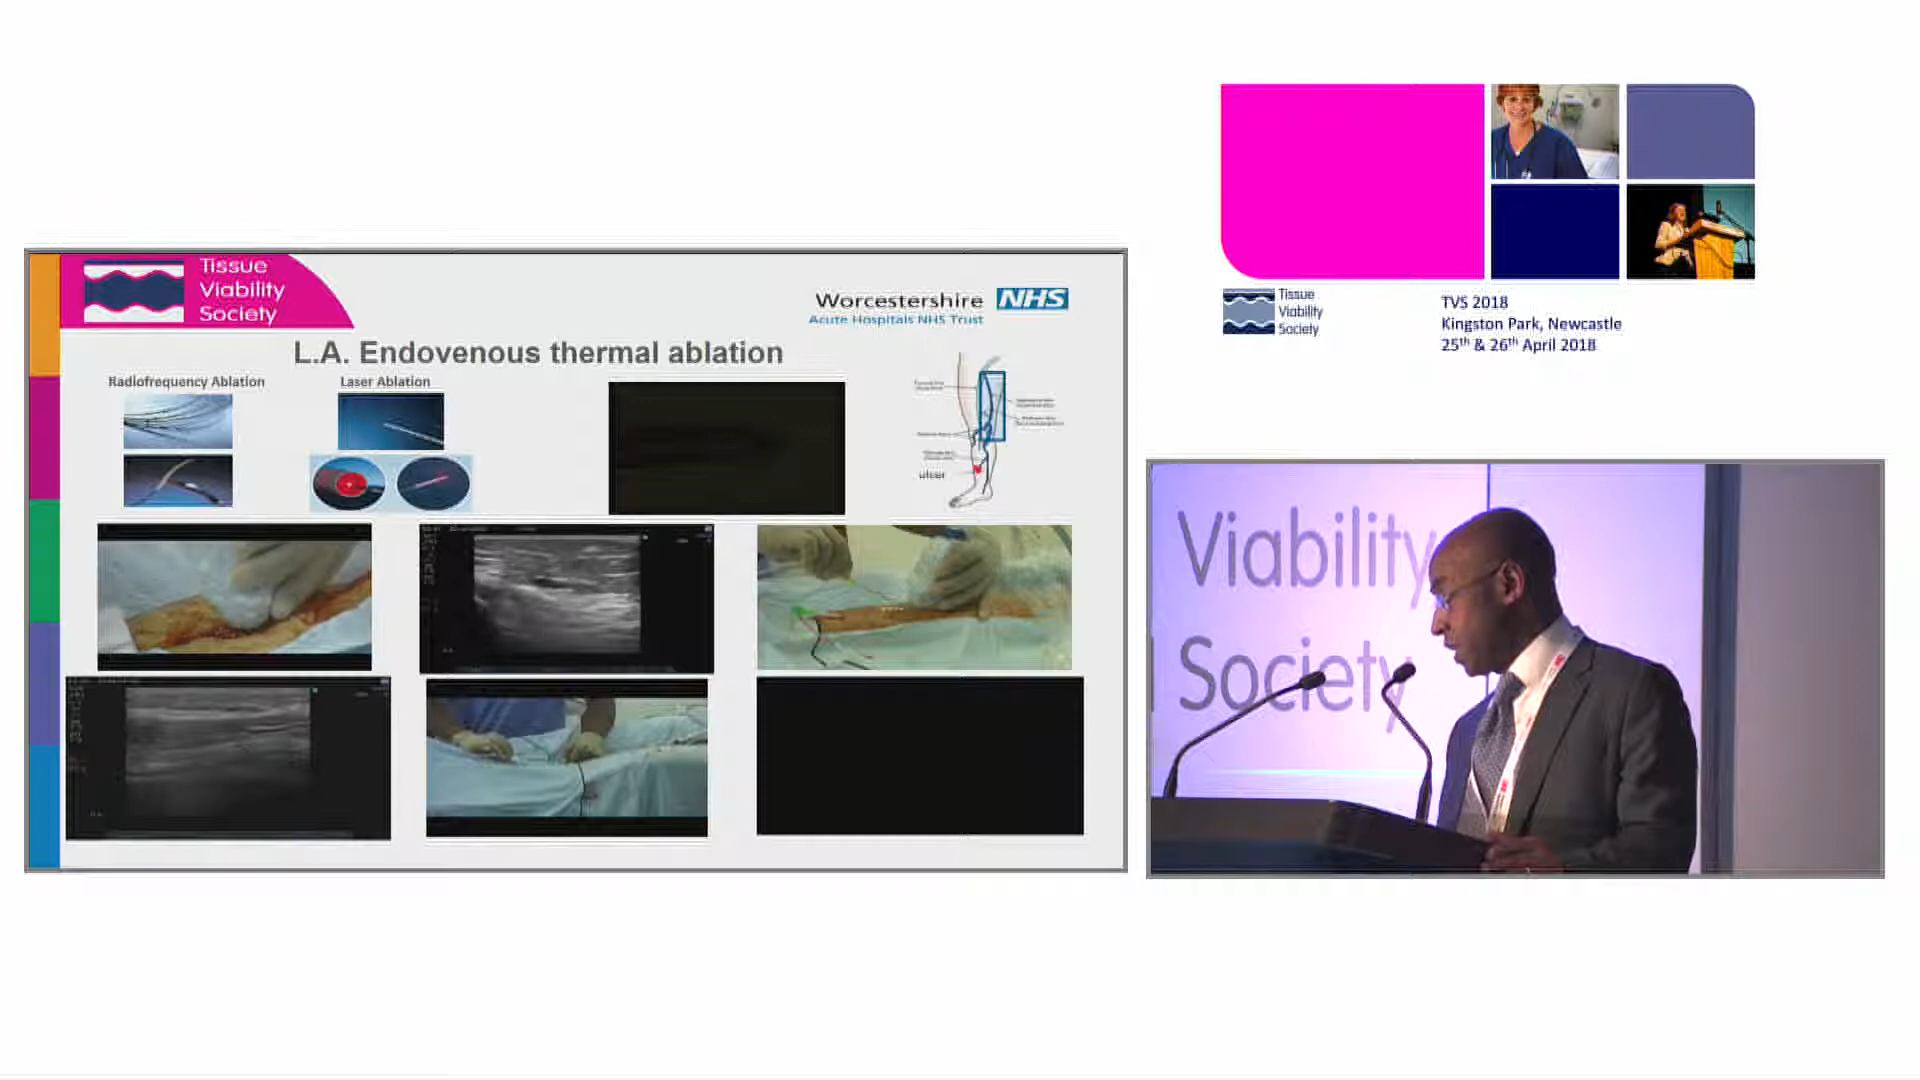 Tissue
Viability
Society
Worcestershire NHS
Acute Hospitals NHS Trust
L.A. Endovenous thermal ablation
Radiofrequency Ablation
Laser Ablation
ulcer
Tissue
Viability
Society
TVS 2018
Kingston Park, Newcastle
25th & 26th April 2018
Viability
Society